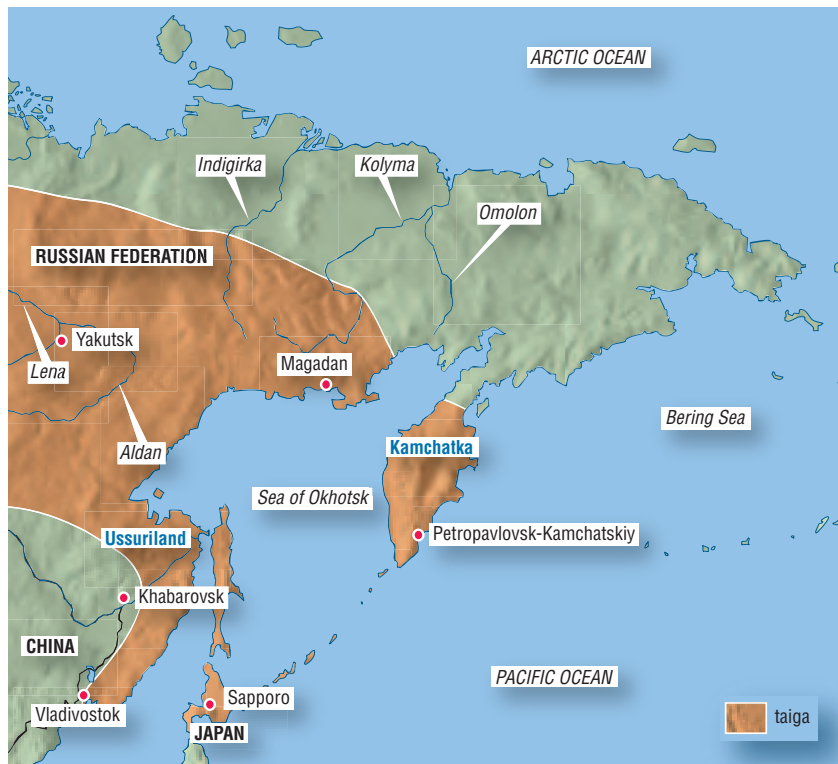 ARCTIC OCEAN
Indigirka
Kolyma
Omolon
RUSSIAN FEDERATION
Yakutsk
Lena
Magadan
Aldan
Kamchatka
Bering Sea
Sea of Okhotsk
Ussuriland
Petropavlovsk-Kamchatskiy
Khabarovsk
CHINA
PACIFIC OCEAN
Sapporo
Vladivostok
JAPAN
taiga